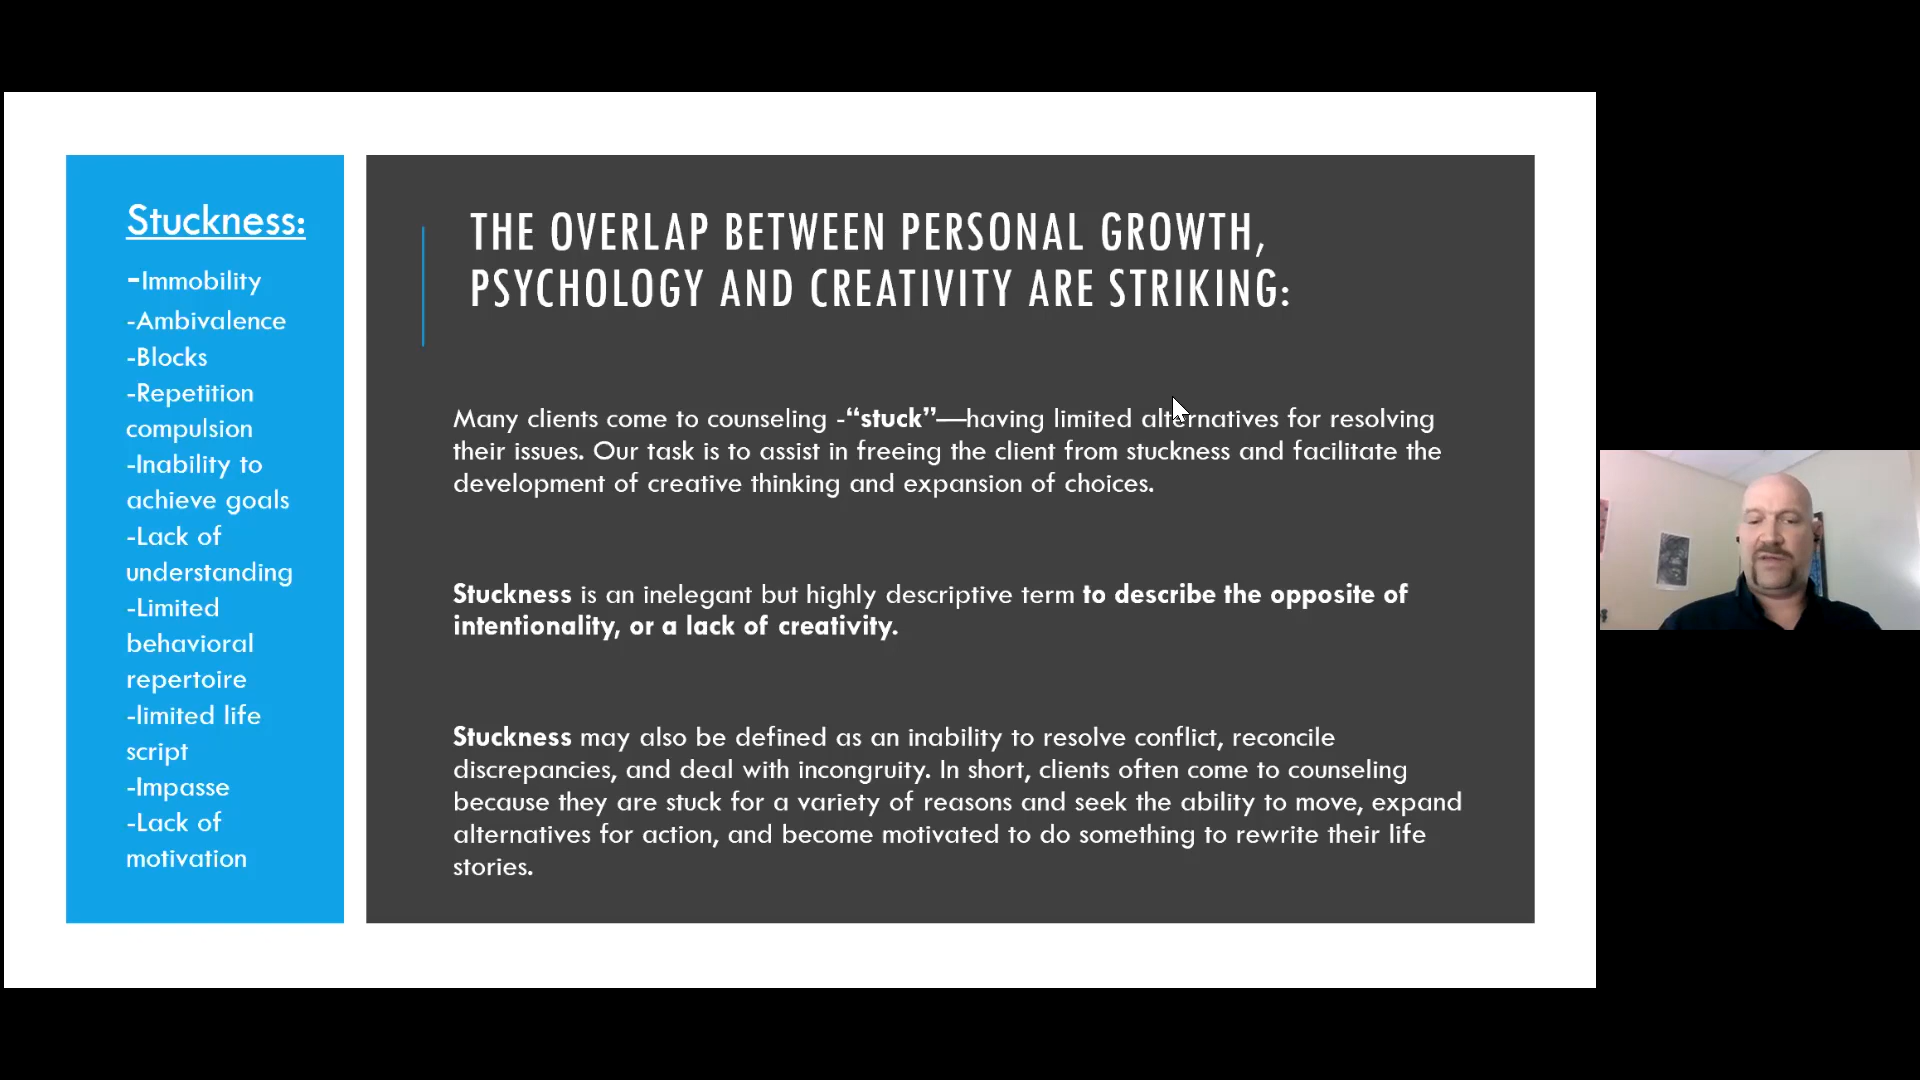 Stuckness:
-Immobility
-Ambivalence
-Blocks
-Repetition
compulsion
-Inability to
achieve goals
-Lack of
understanding
-Limited
behavioral
repertoire
-limited life
script
-Impasse
-Lack of
motivation
THE OVERLAP BETWEEN PERSONAL GROWTH,
PSYCHOLOGY AND CREATIVITY ARE STRIKING:
Many clients come to counseling -“stuck”—having limited alternatives for resolving
their issues. Our task is to assist in freeing the client from stuckness and facilitate the
development of creative thinking and expansion of choices.
Stuckness is an inelegant but highly descriptive term to describe the opposite of
intentionality, or a lack of creativity.
Stuckness may also be defined as an inability to resolve conflict, reconcile
discrepancies, and deal with incongruity. In short, clients often come to counseling
because they are stuck for a variety of reasons and seek the ability to move, expand
alternatives for action, and become motivated to do something to rewrite their life
stories.